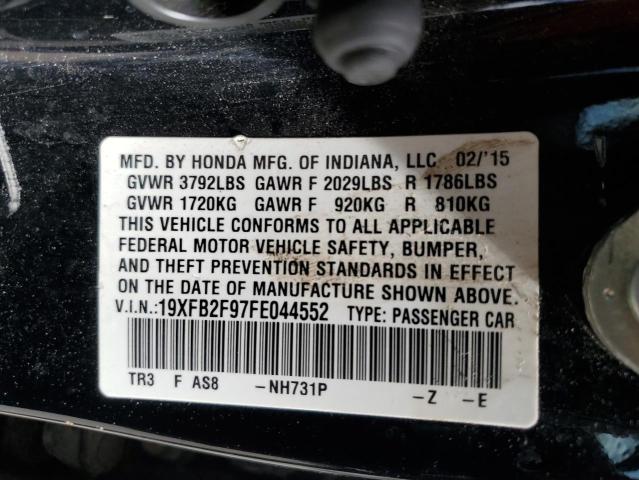 MFD. BY HONDA MFG. OF INDIANA, LLC 02/'15
GVWR 3792LBS GAWR F 2029LBS R 1786LBS
GVWR 1720KG GAWR F 920KG R 810KG
THIS VEHICLE CONFORMS TO ALL APPLICABLE
FEDERAL MOTOR VEHICLE SAFETY, BUMPER,
AND THEFT PREVENTION STANDARDS IN EFFECT
ON THE DATE OF MANUFACTURE SHOWN ABOVE.
V.I.N.:19XFB2F97FE044552 TYPE: PASSENGER CAR
TR3 F AS8 -NH731P -Z -E